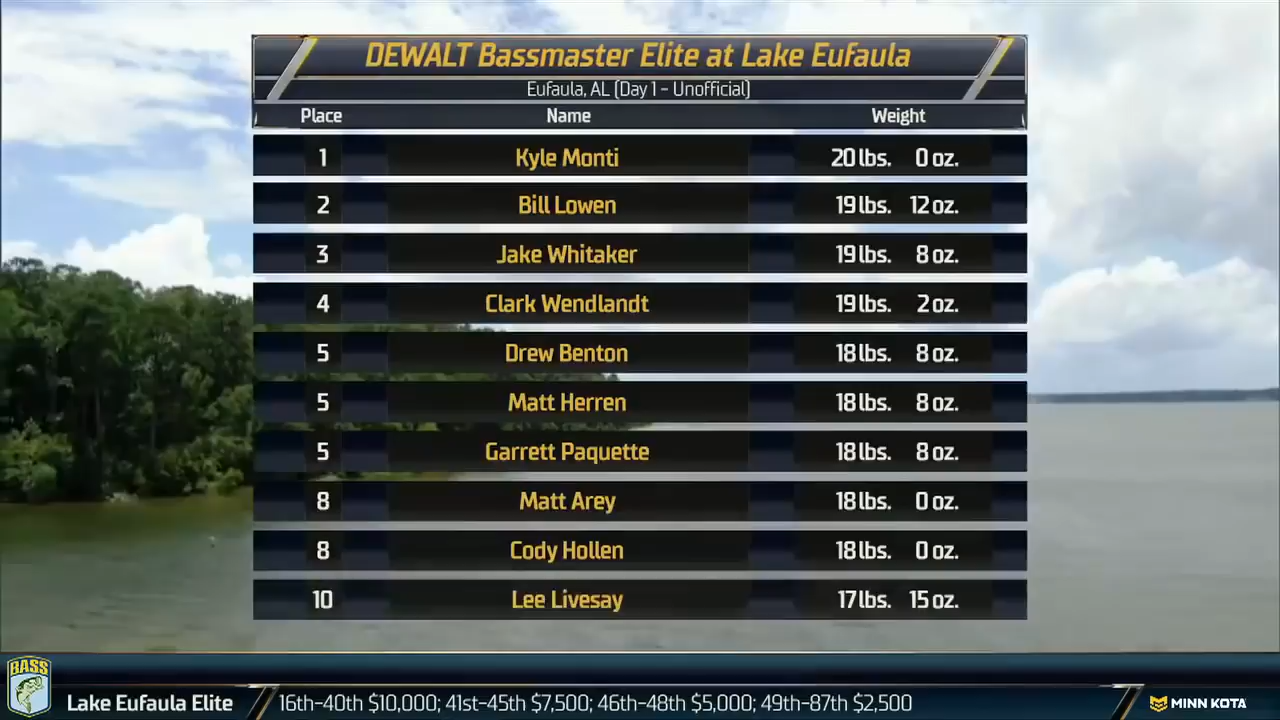 DEWALT Bassmaster Elite at Lake Eufaula
Eufaula, AL (Day 1 - Unofficial)
Place Name Weight
1 Kyle Monti 20 lbs. 0 oz.
2 Bill Lowen 19 lbs. 12 oz.
3 Jake Whitaker 19 lbs. 8 oz.
4 Clark Wendlandt 19 lbs. 2 oz.
5 Drew Benton 18 lbs. 8 oz.
5 Matt Herren 18 lbs. 8 oz.
5 Garrett Paquette 18 lbs. 8 oz.
8 Matt Arey 18 lbs. 0 oz.
8 Cody Hollen 18 lbs. 0 oz.
10 Lee Livesay 17 lbs. 15 oz.
BASS
Lake Eufaula Elite 16th-40th $10,000; 41st-45th $7,500; 46th-48th $5,000; 49th-87th $2,500 MINN KOTA